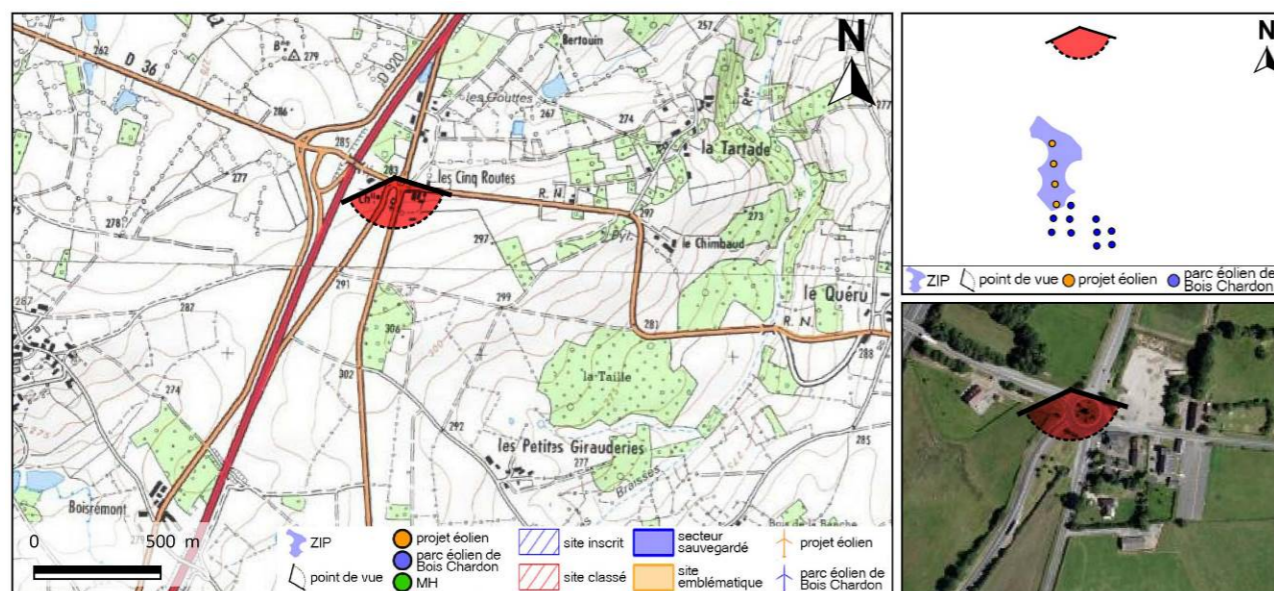 N
262
B.ne
279
D 36
D 920
Bertouin
257
les Gouttes
286
267
274
la Tartade
285
283
les Cinq Routes
277
R. N.
273
278
297
297
le Chimbaud
291
299
le Quéru
R. N.
287
267
306
281
288
302
la Taille
274
292
les Petites Girauderies
285
277
Boisremont
0 500 m
ZIP
point de vue
projet éolien
parc éolien de
Bois Chardon
MH
site inscrit
site classé
secteur
sauvegardé
site
emblématique
projet éolien
parc éolien de
Bois Chardon
N
ZIP
point de vue
projet éolien
parc éolien de
Bois Chardon